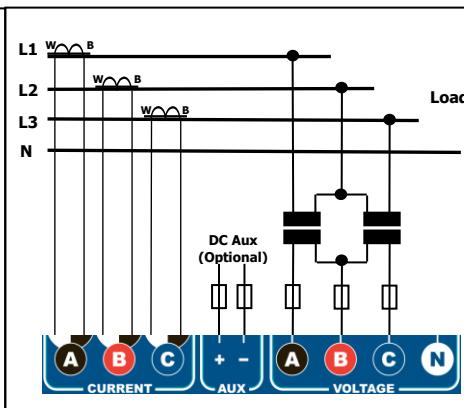 L1 W B
L2 W B
L3 W B
Load
N
DC Aux
(Optional)
A B C + − A B C N
CURRENT AUX VOLTAGE